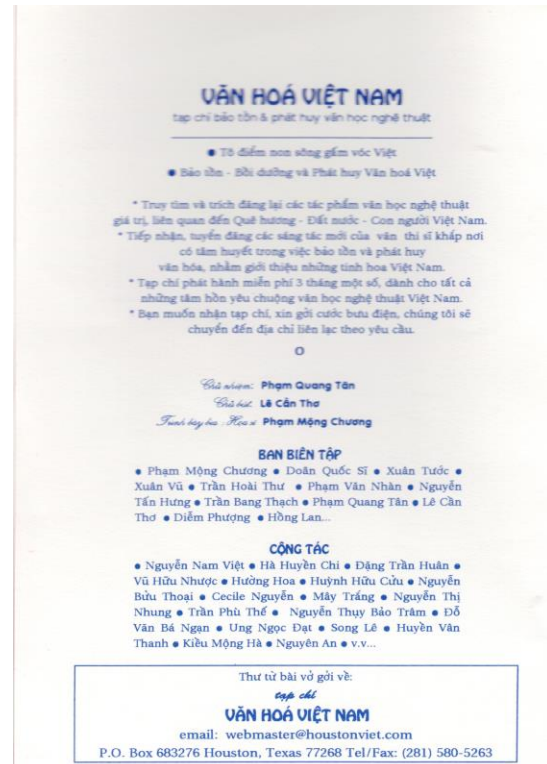 VĂN HOÁ VIỆT NAM
tạp chí bảo tồn & phát huy văn học nghệ thuật
● Tô điểm non sông gấm vóc Việt
● Bảo tồn - Bồi dưỡng và Phát huy Văn hoá Việt
* Truy tìm và trích đăng lại các tác phẩm văn học nghệ thuật
giá trị, liên quan đến Quê hương - Đất nước - Con người Việt Nam.
* Tiếp nhận, tuyển đăng các sáng tác mới của văn thi sĩ khắp nơi
có tâm huyết trong việc bảo tồn và phát huy
văn hóa, nhằm giới thiệu những tinh hoa Việt Nam.
* Tạp chí phát hành miễn phí 3 tháng một số, dành cho tất cả
những tâm hồn yêu chuộng văn học nghệ thuật Việt Nam.
* Bạn muốn nhận tạp chí, xin gởi cước bưu điện, chúng tôi sẽ
chuyển đến địa chỉ liên lạc theo yêu cầu.
O
Chủ nhiệm: Phạm Quang Tân
Chủ bút: Lê Cần Thơ
Trình bày bìa : Họa sĩ Phạm Mộng Chương
BAN BIÊN TẬP
● Phạm Mộng Chương ● Doãn Quốc Sĩ ● Xuân Tước ●
Xuân Vũ ● Trần Hoài Thư ● Phạm Văn Nhàn ● Nguyễn
Tấn Hưng ● Trần Bang Thạch ● Phạm Quang Tân ● Lê Cần
Thơ ● Diễm Phượng ● Hồng Lan...
CỘNG TÁC
● Nguyễn Nam Việt ● Hà Huyền Chi ● Đặng Trần Huân ●
Vũ Hữu Nhược ● Hường Hoa ● Huỳnh Hữu Cửu ● Nguyễn
Bửu Thoại ● Cecile Nguyễn ● Mây Trắng ● Nguyễn Thị
Nhung ● Trần Phù Thế ● Nguyễn Thụy Bảo Trâm ● Đỗ
Văn Bá Ngạn ● Ung Ngọc Đạt ● Song Lê ● Huyền Vân
Thanh ● Kiều Mộng Hà ● Nguyên An ● v.v...
Thư từ bài vở gởi về:
tạp chí
VĂN HOÁ VIỆT NAM
email: webmaster@houstonviet.com
P.O. Box 683276 Houston, Texas 77268 Tel/Fax: (281) 580-5263